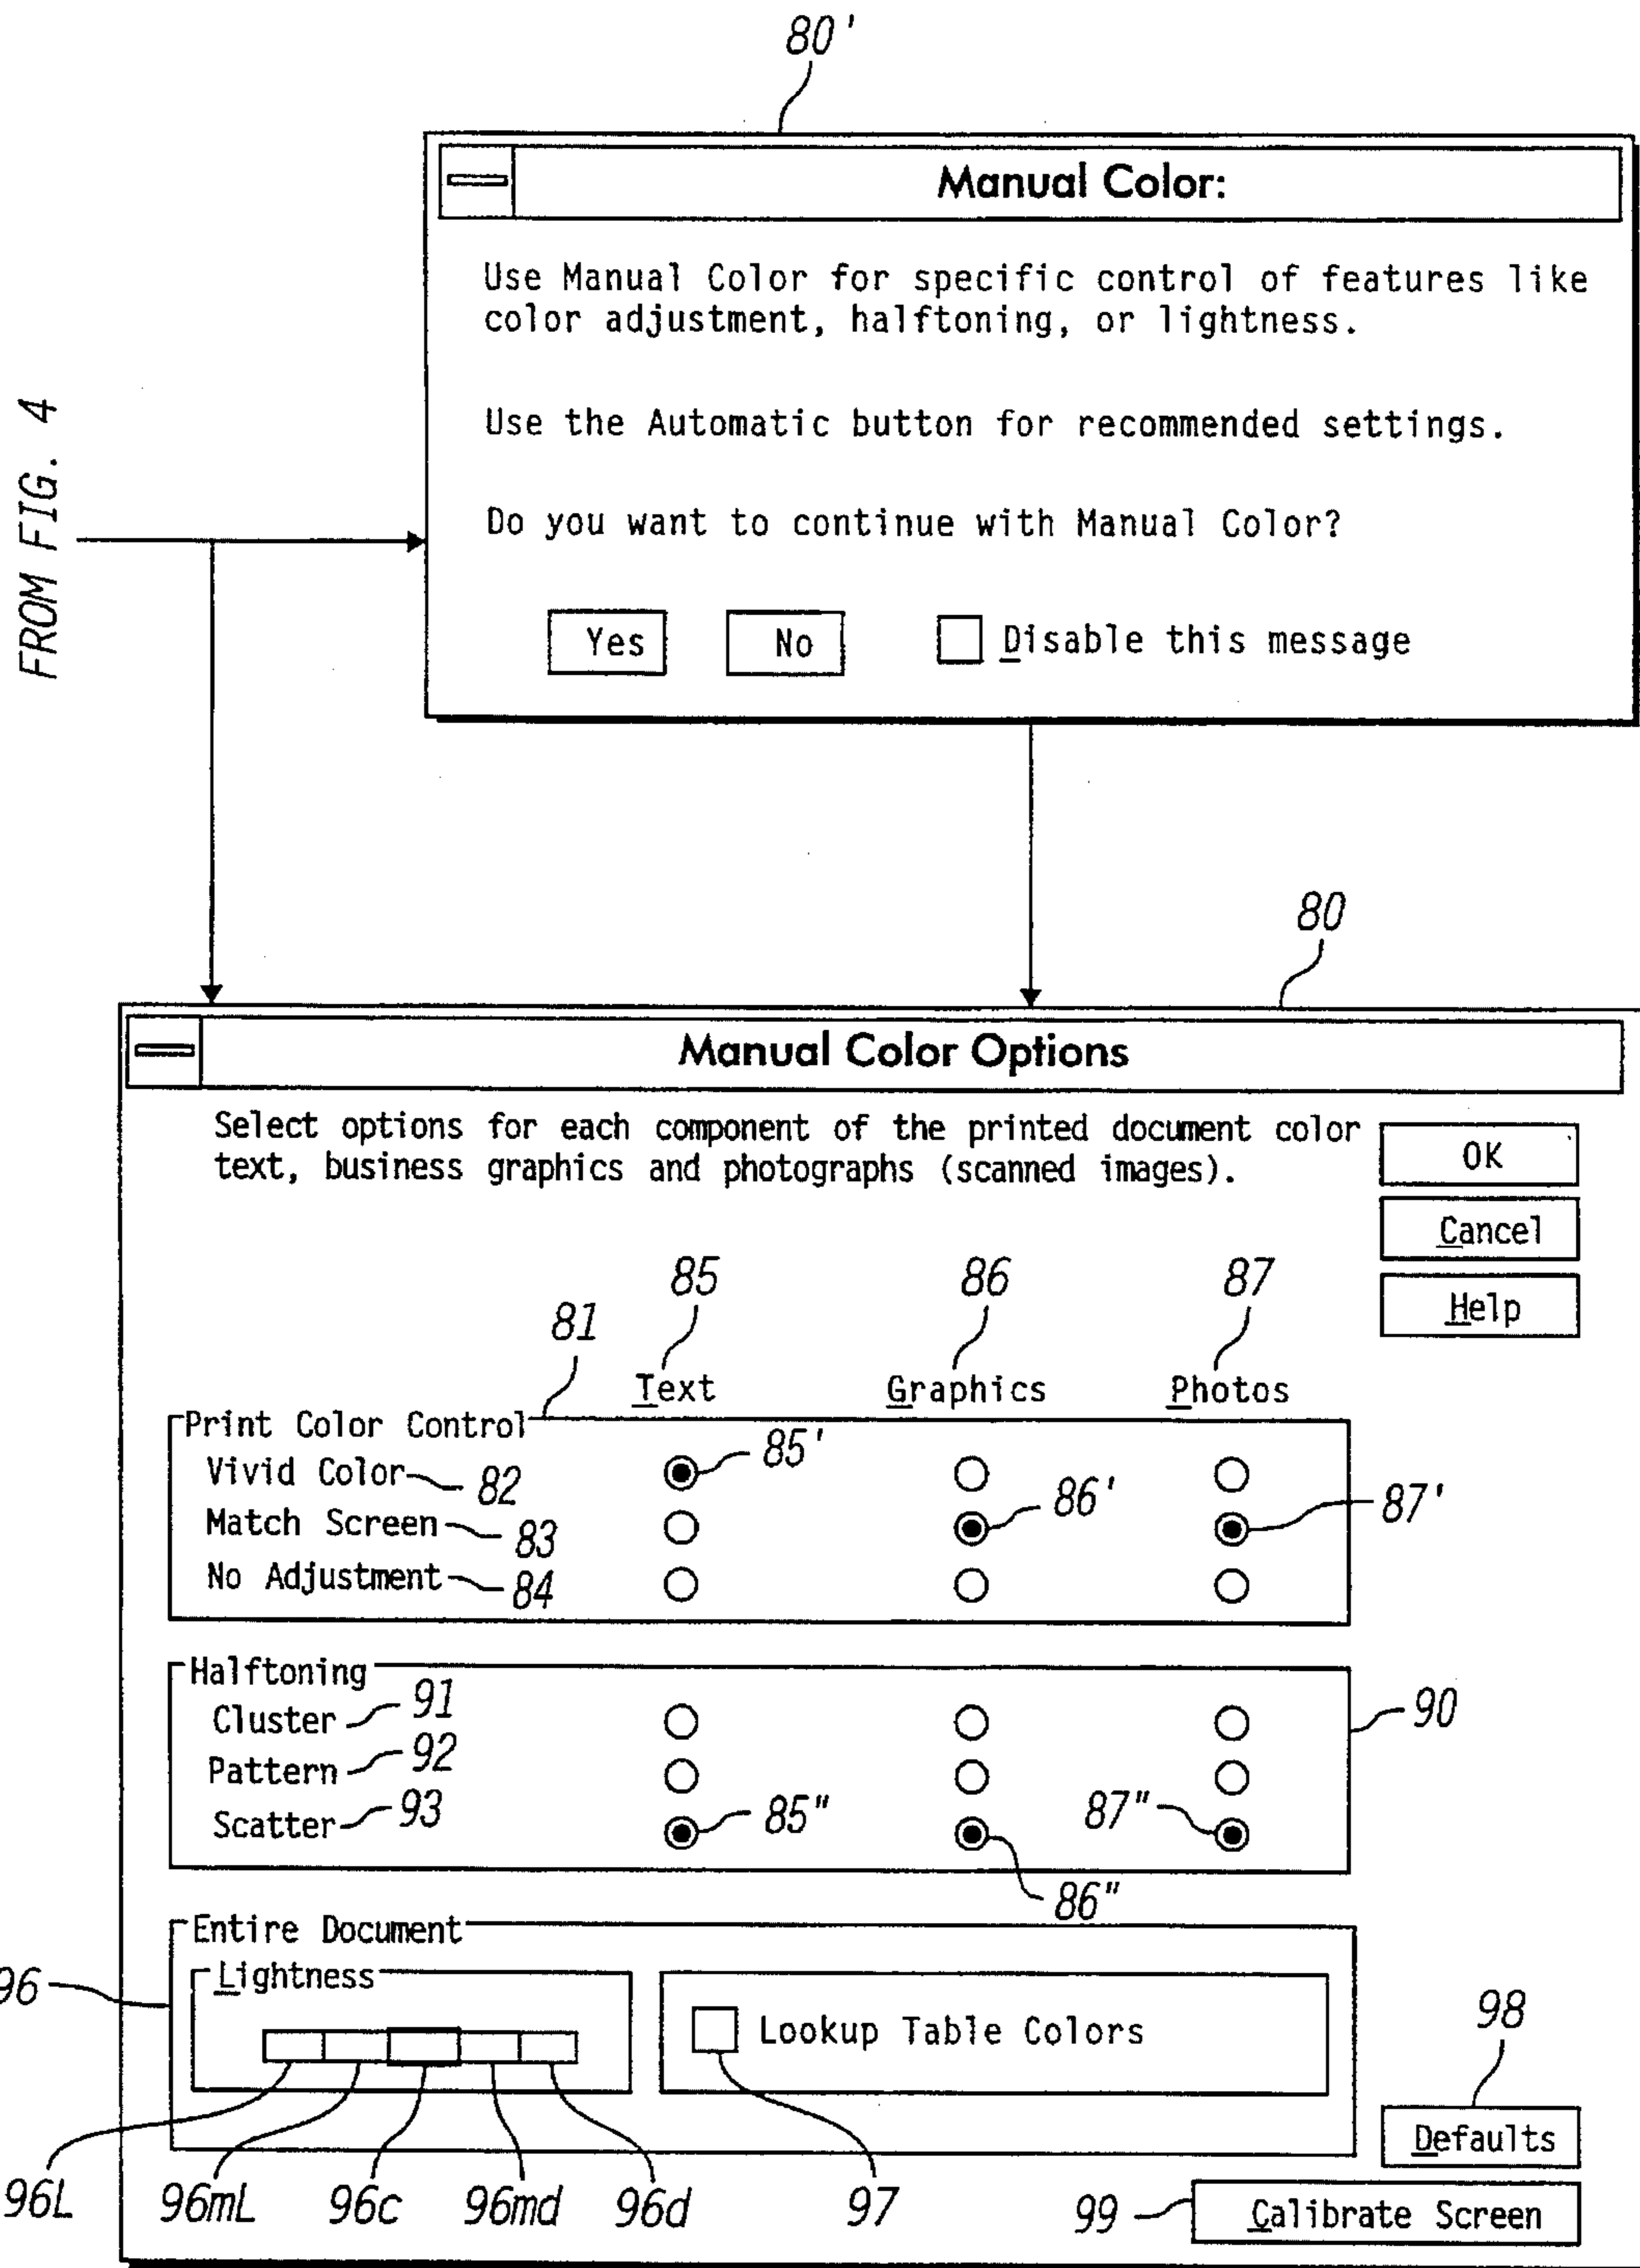 80'
Manual Color:
Use Manual Color for specific control of features like
color adjustment, halftoning, or lightness.
Use the Automatic button for recommended settings.
Do you want to continue with Manual Color?
Yes No Disable this message
FROM FIG. 4
80
Manual Color Options
Select options for each component of the printed document color
text, business graphics and photographs (scanned images).
OK
Cancel
Help
85 86 87
81
Text Graphics Photos
Print Color Control
Vivid Color 82 85'
Match Screen 83 86' 87'
No Adjustment 84
Halftoning
Cluster 91
90
Pattern 92
Scatter 93 85" 87"
86"
Entire Document
96
Lightness
Lookup Table Colors
98
Defaults
96L 96mL 96c 96md 96d 97
99 Calibrate Screen